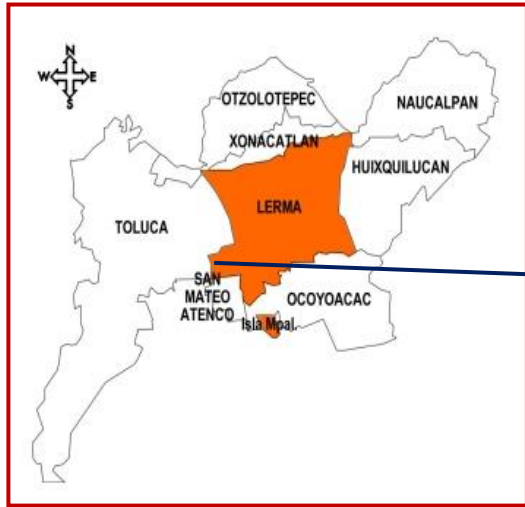 N
W E
S
OTZOLOTEPEC
NAUCALPAN
XONACATLAN
HUIXQUILUCAN
LERMA
TOLUCA
SAN
MATEO
ATENCO
OCOYOACAC
Isla Mpal.